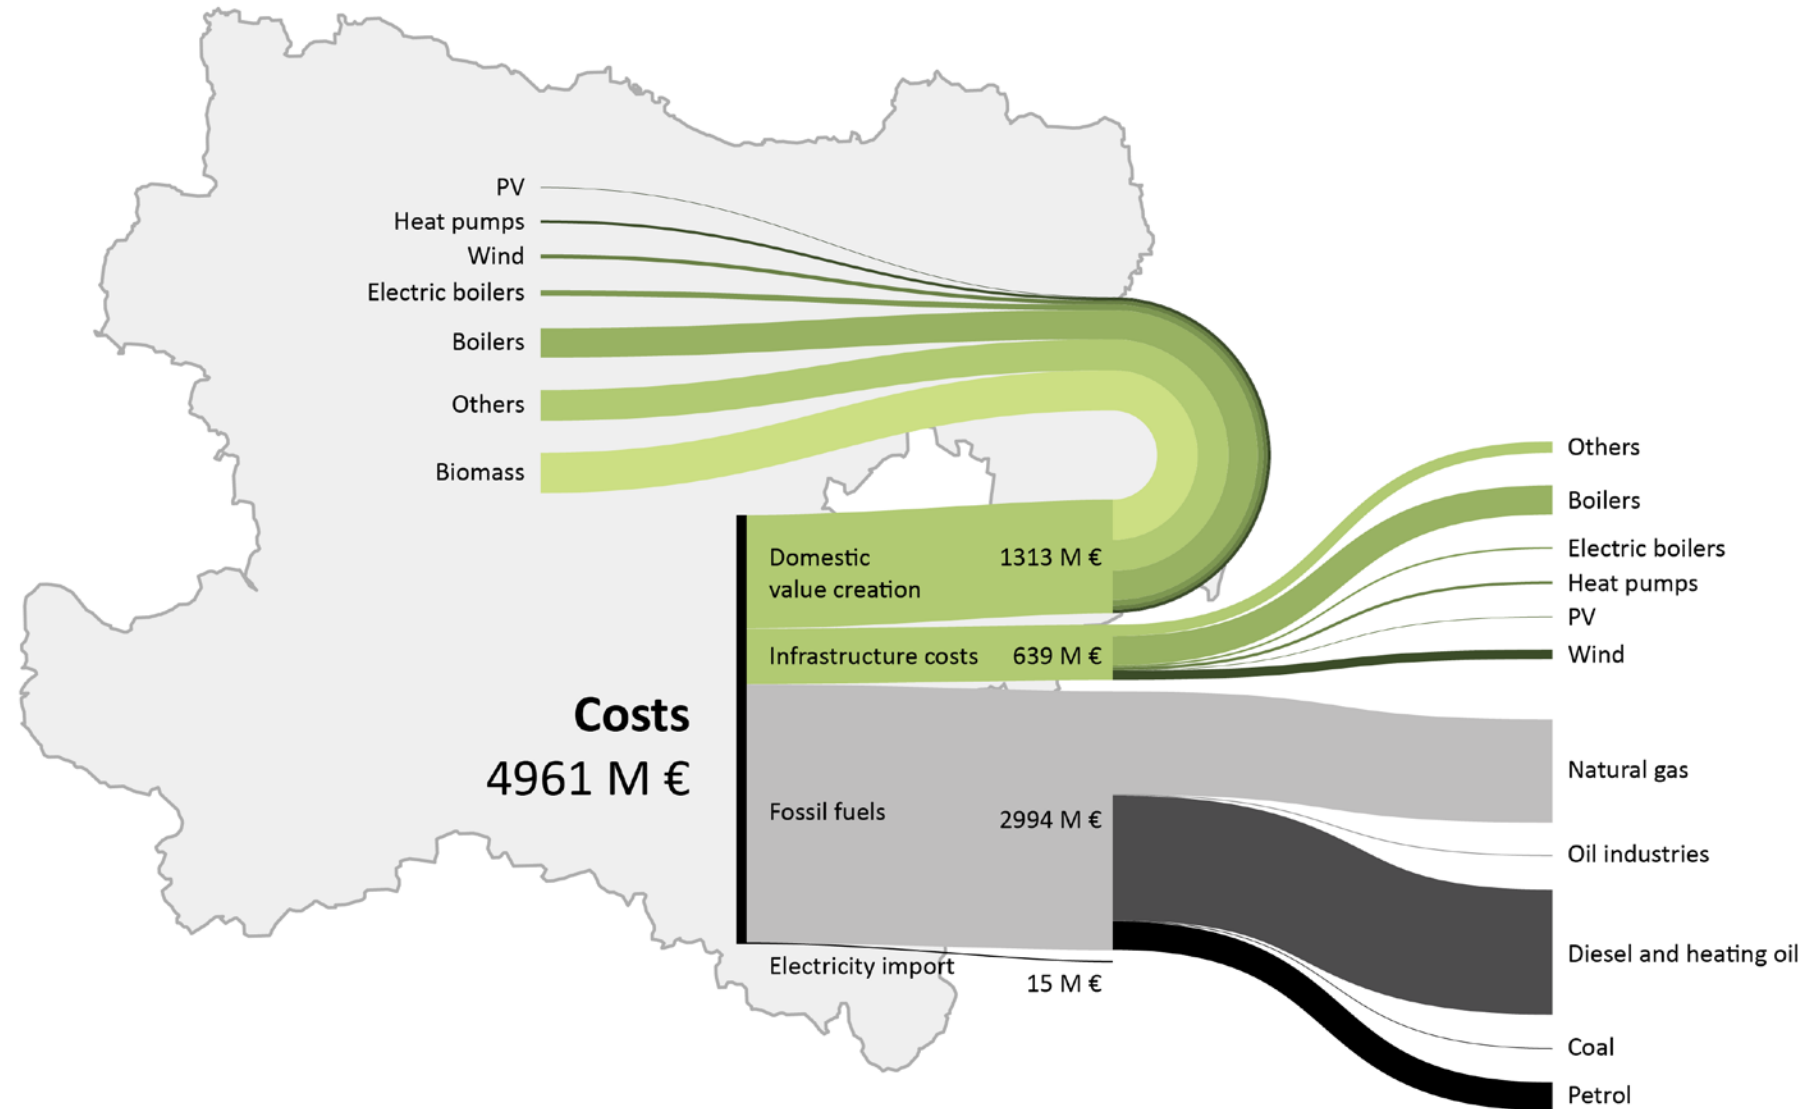 PV
Heat pumps
Wind
Electric boilers
Boilers
Others
Biomass
Domestic
value creation
1313 M €
Infrastructure costs
639 M €
Costs
4961 M €
Fossil fuels
2994 M €
Electricity import
15 M €
Others
Boilers
Electric boilers
Heat pumps
PV
Wind
Natural gas
Oil industries
Diesel and heating oil
Coal
Petrol